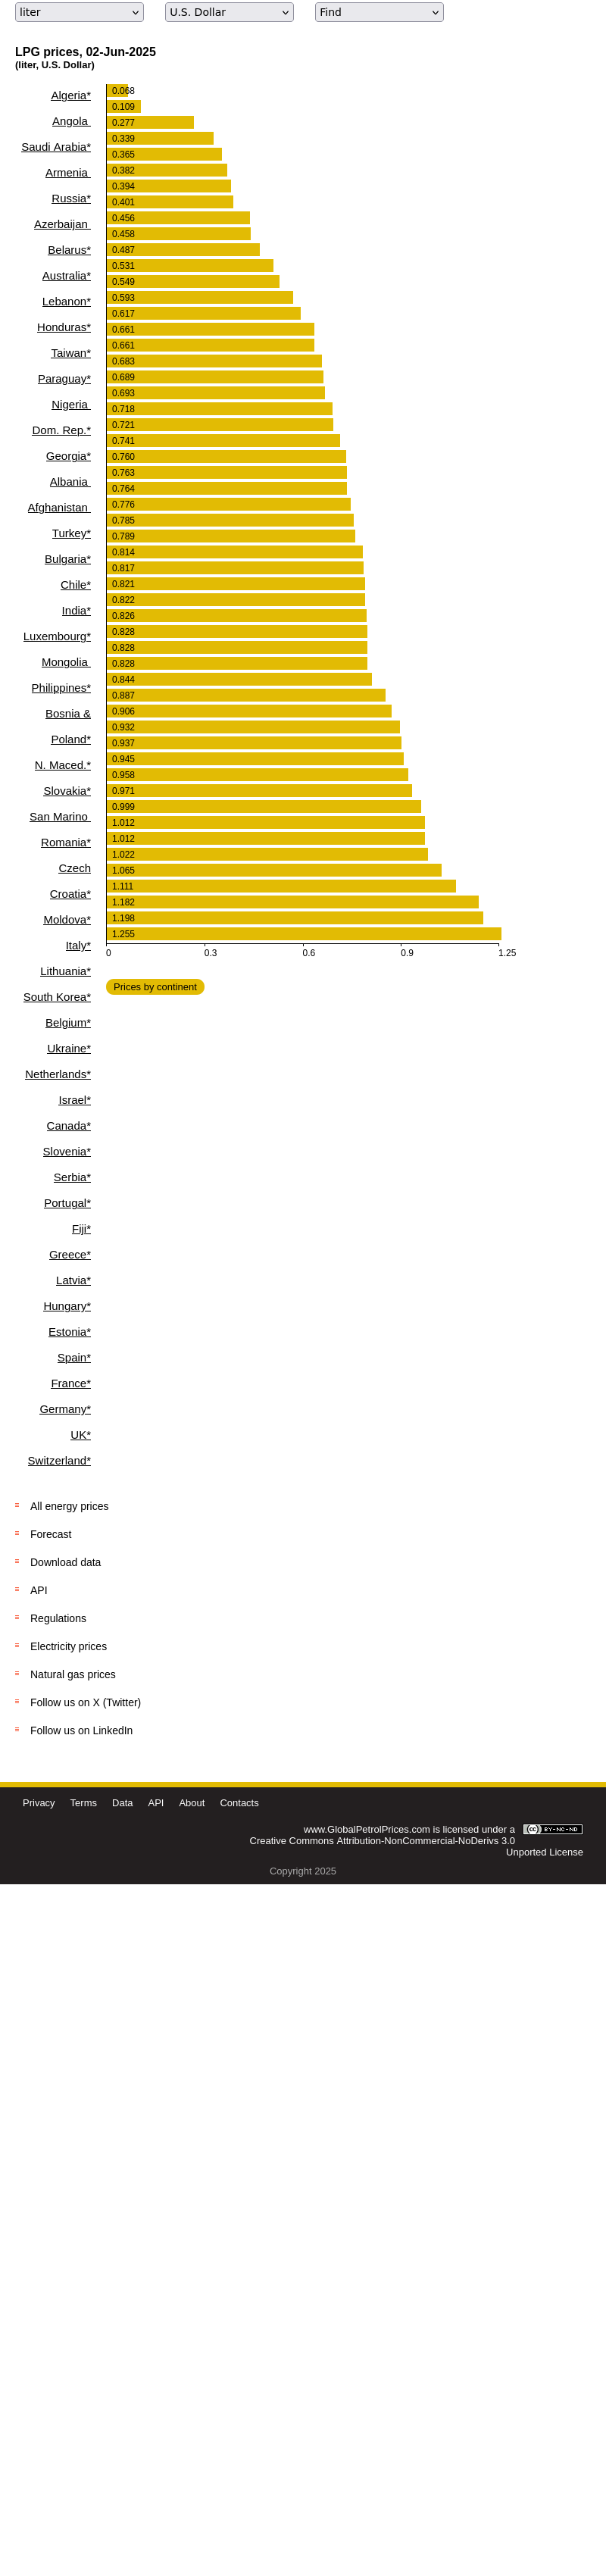 liter
U.S. Dollar
Find
LPG prices, 02-Jun-2025
(liter, U.S. Dollar)
Algeria*
Angola
Saudi Arabia*
Armenia
Russia*
Azerbaijan
Belarus*
Australia*
Lebanon*
Honduras*
Taiwan*
Paraguay*
Nigeria
Dom. Rep.*
Georgia*
Albania
Afghanistan
Turkey*
Bulgaria*
Chile*
India*
Luxembourg*
Mongolia
Philippines*
Bosnia &
Poland*
N. Maced.*
Slovakia*
San Marino
Romania*
Czech
Croatia*
Moldova*
Italy*
Lithuania*
South Korea*
Belgium*
Ukraine*
Netherlands*
Israel*
Canada*
Slovenia*
Serbia*
Portugal*
Fiji*
Greece*
Latvia*
Hungary*
Estonia*
Spain*
France*
Germany*
UK*
Switzerland*
0.068
0.109
0.277
0.339
0.365
0.382
0.394
0.401
0.456
0.458
0.487
0.531
0.549
0.593
0.617
0.661
0.661
0.683
0.689
0.693
0.718
0.721
0.741
0.760
0.763
0.764
0.776
0.785
0.789
0.814
0.817
0.821
0.822
0.826
0.828
0.828
0.828
0.844
0.887
0.906
0.932
0.937
0.945
0.958
0.971
0.999
1.012
1.012
1.022
1.065
1.111
1.182
1.198
1.255
0 0.3 0.6 0.9 1.25
Prices by continent
All energy prices
Forecast
Download data
API
Regulations
Electricity prices
Natural gas prices
Follow us on X (Twitter)
Follow us on LinkedIn
Privacy Terms Data API About Contacts
www.GlobalPetrolPrices.com is licensed under a
Creative Commons Attribution-NonCommercial-NoDerivs 3.0
Unported License
cc BY-NC-ND
Copyright 2025